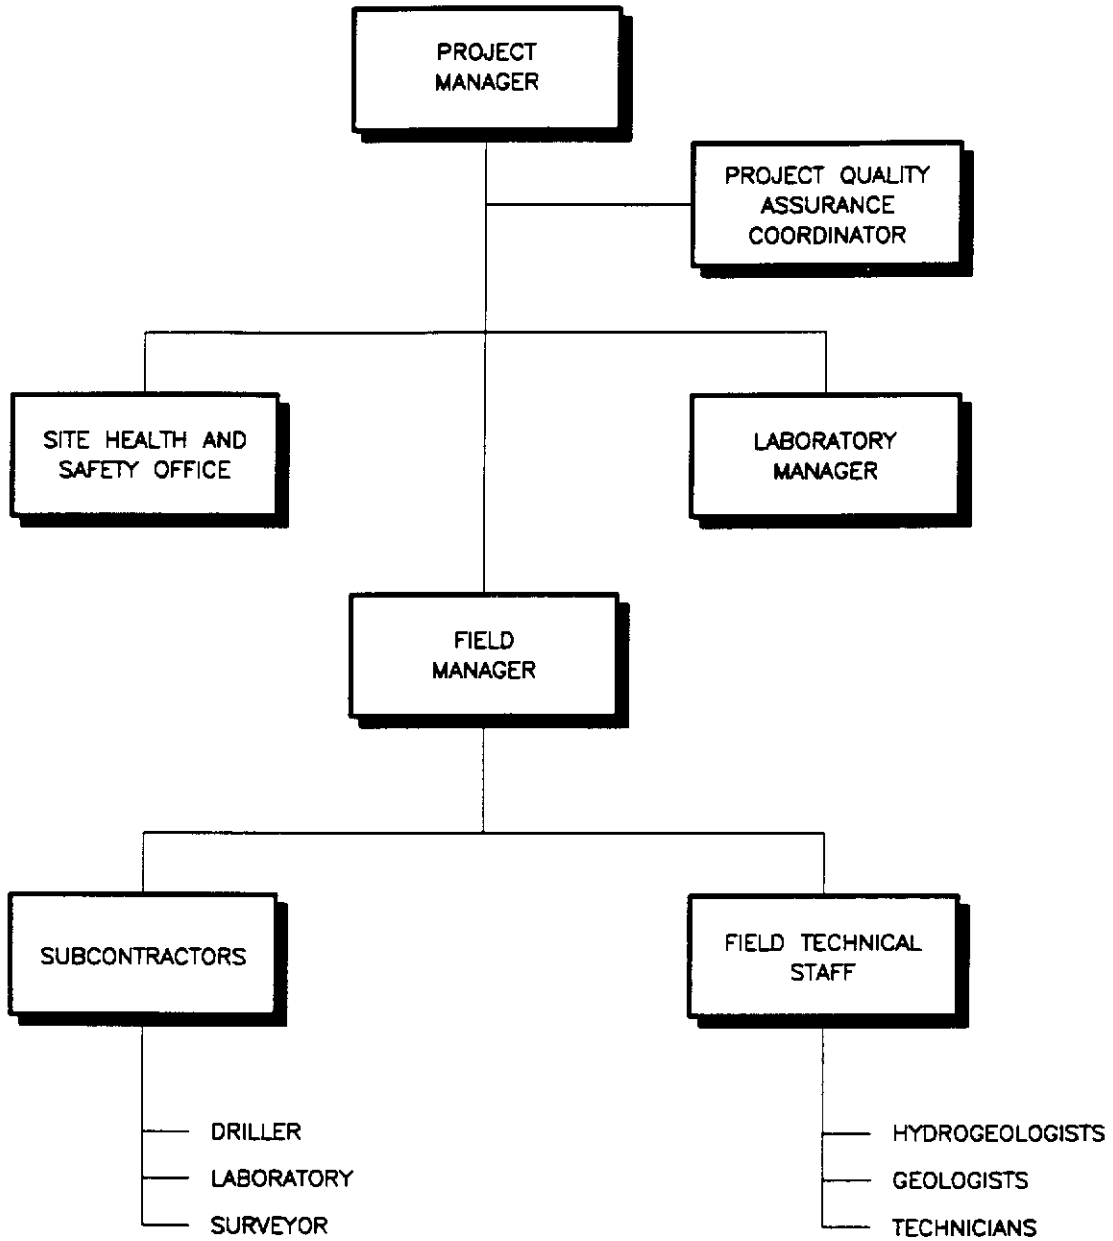 PROJECT
MANAGER
PROJECT QUALITY
ASSURANCE
COORDINATOR
SITE HEALTH AND
SAFETY OFFICE
LABORATORY
MANAGER
FIELD
MANAGER
SUBCONTRACTORS
FIELD TECHNICAL
STAFF
DRILLER
LABORATORY
SURVEYOR
HYDROGEOLOGISTS
GEOLOGISTS
TECHNICIANS